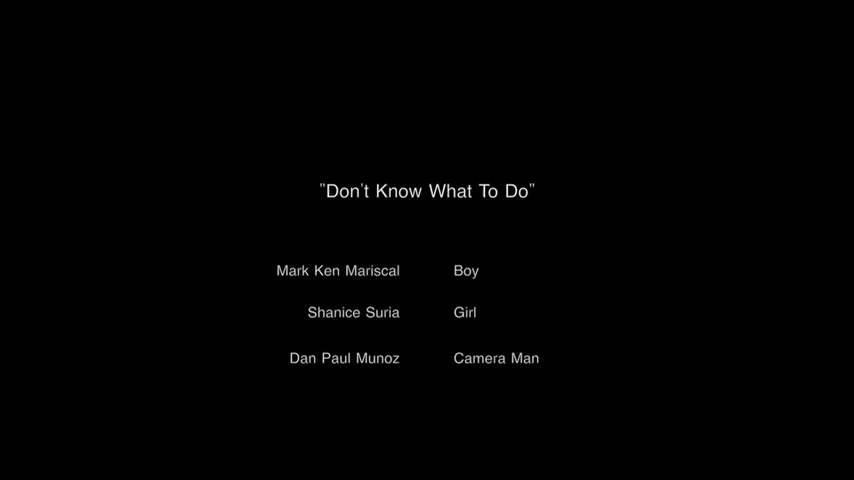 "Don't Know What To Do"
Mark Ken Mariscal Boy
Shanice Suria Girl
Dan Paul Munoz Camera Man